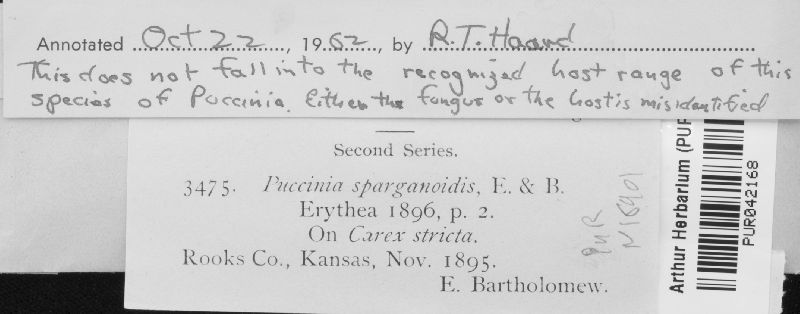 Annotated Oct 22, 1962, by R.T. Haard
This does not fall into the recognized host range of this
species of Puccinia. Either the fungus or the host is misidentified
Second Series.
3475. Puccinia sparganoidis, E. & B.
Erythea 1896, p. 2.
On Carex stricta.
Rooks Co., Kansas, Nov. 1895.
E. Bartholomew.
PUR
Arthur Herbarium (PUR
PUR042168